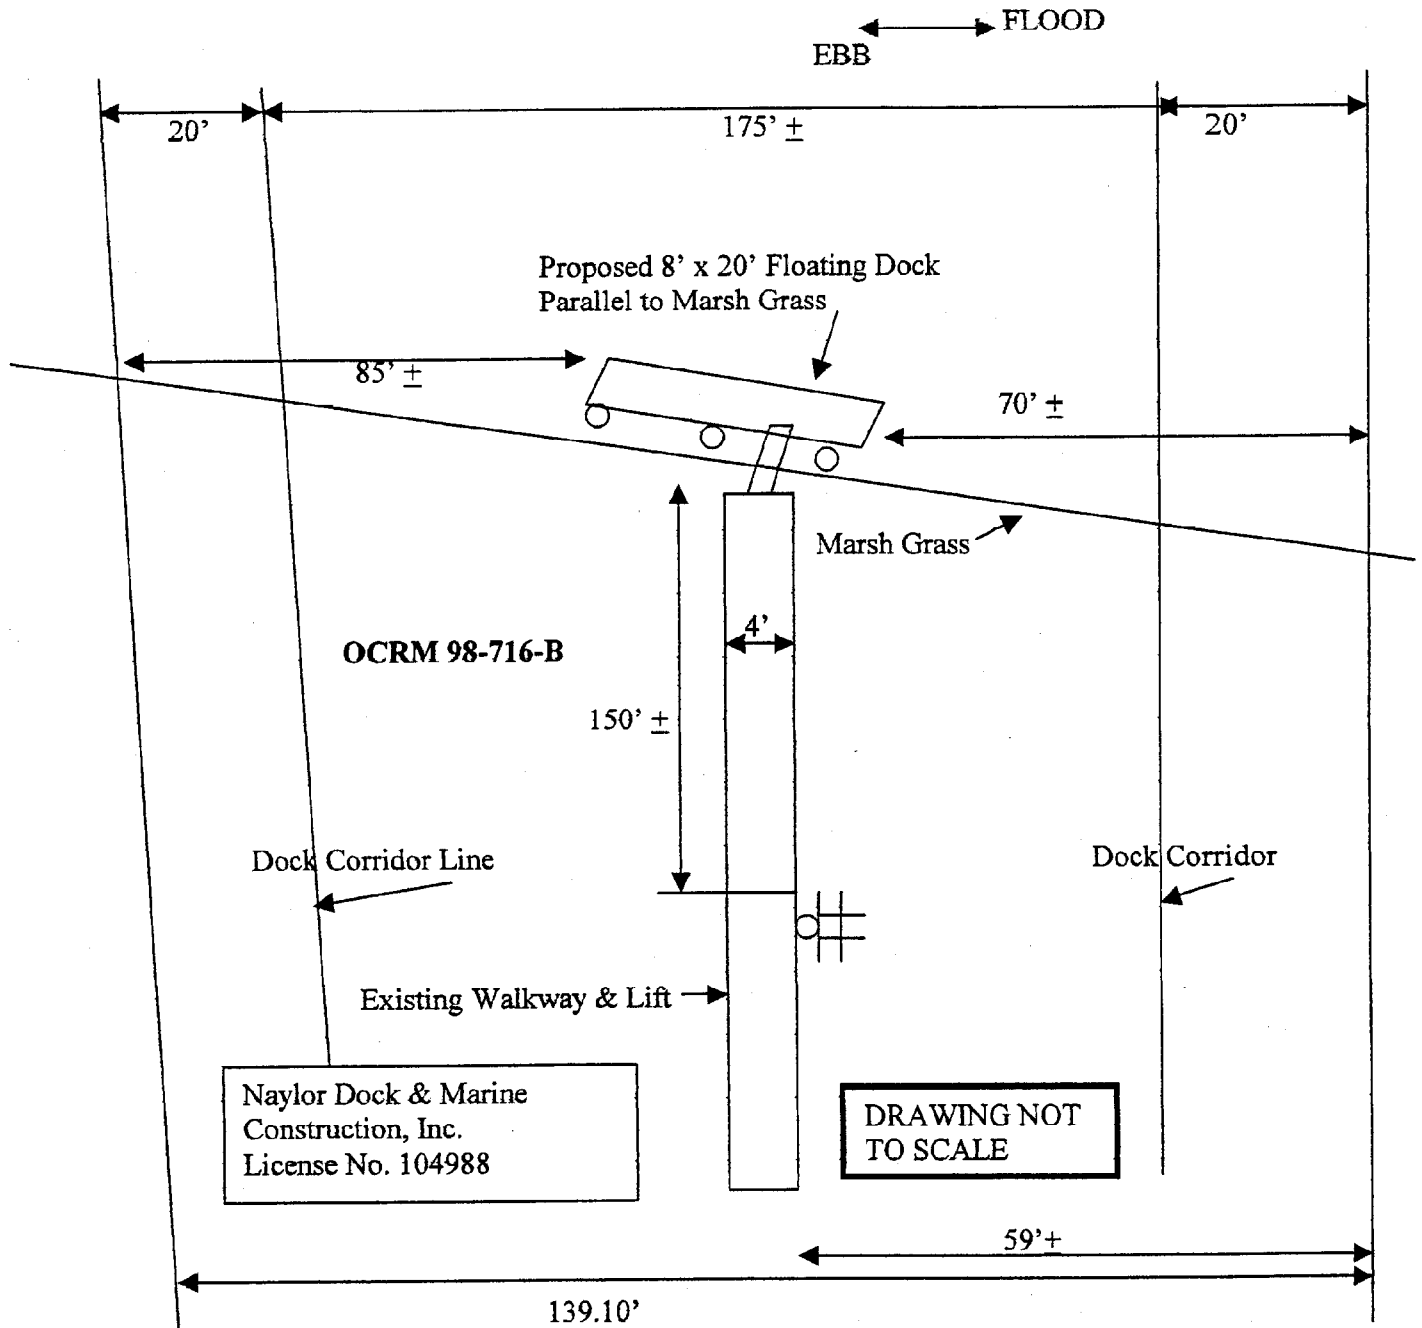 FLOOD
EBB
20’
175’ ±
20’
Proposed 8’ x 20’ Floating Dock
Parallel to Marsh Grass
85’ ±
70’ ±
Marsh Grass
4’
OCRM 98-716-B
150’ ±
Dock Corridor Line
Dock Corridor
Existing Walkway & Lift
Naylor Dock & Marine
Construction, Inc.
License No. 104988
DRAWING NOT
TO SCALE
59’±
139.10’